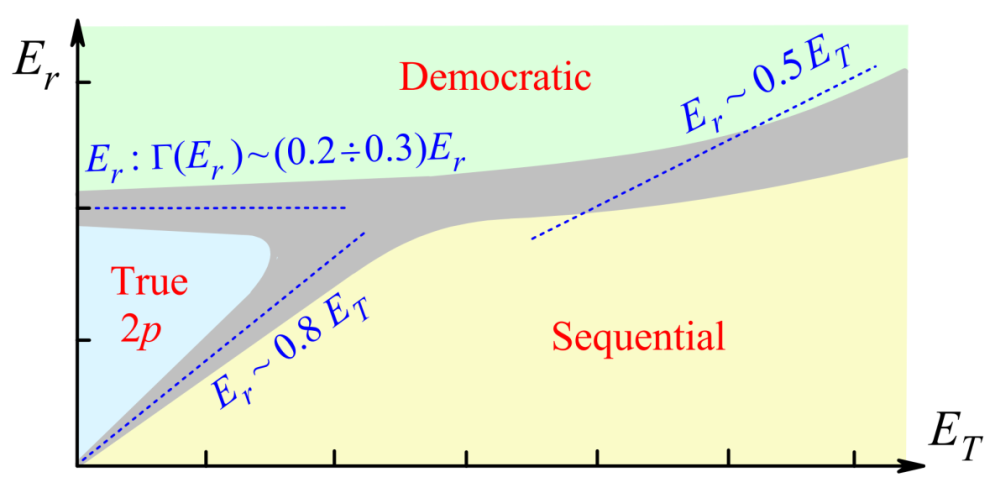 E_r
Democratic
E_r ~ 0.5 E_T
E_r : Γ(E_r) ~ (0.2÷0.3)E_r
True
2p
E_r ~ 0.8 E_T
Sequential
E_T